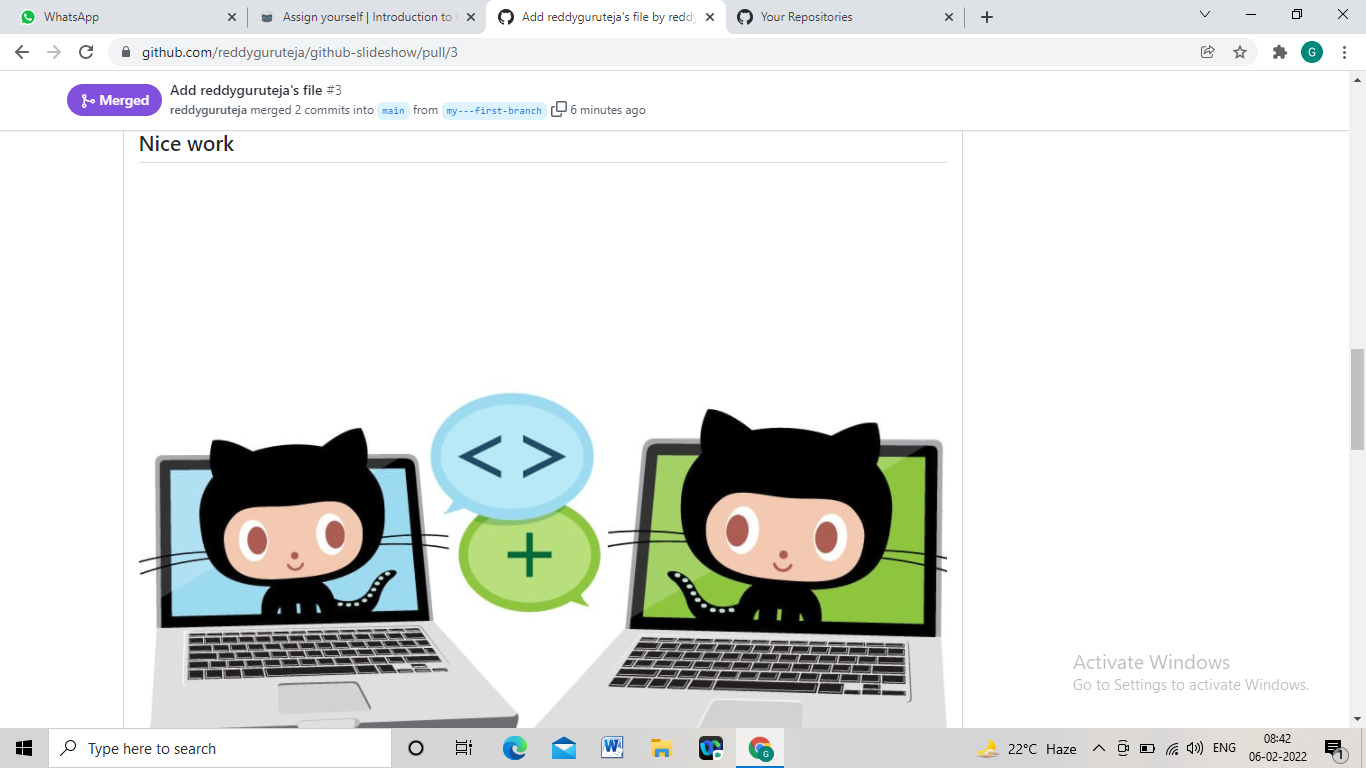 WhatsApp
Assign yourself | Introduction to
Add reddyguruteja's file by reddy
Your Repositories
github.com/reddyguruteja/github-slideshow/pull/3
G
Merged
Add reddyguruteja's file #3
reddyguruteja merged 2 commits into main from my---first-branch 6 minutes ago
Nice work
< >
+
Activate Windows
Go to Settings to activate Windows.
Type here to search
22°C Haze
ENG
08:42
06-02-2022
1